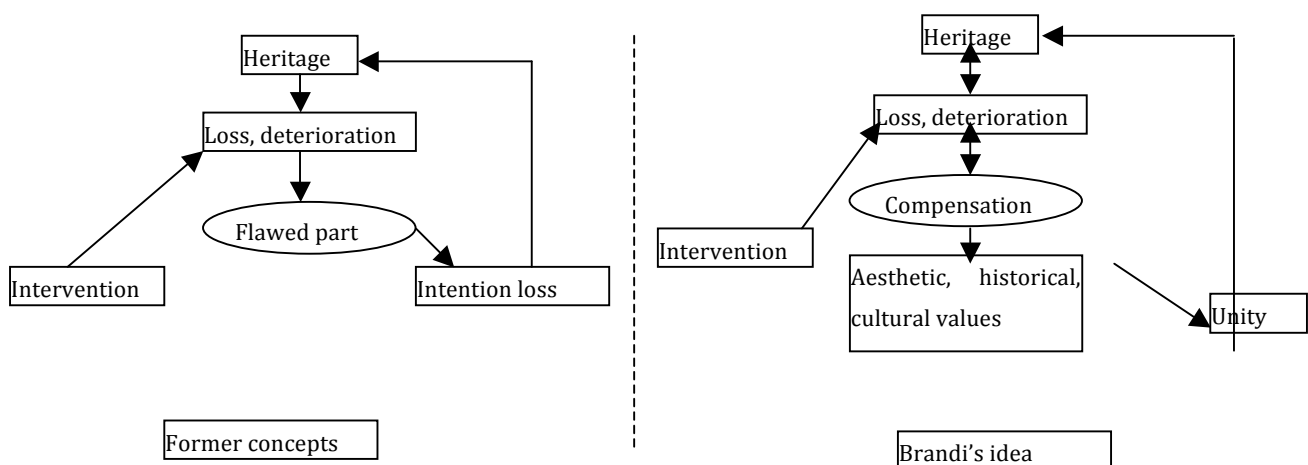 Heritage
Loss, deterioration
Flawed part
Intervention
Intention loss
Former concepts
Heritage
Loss, deterioration
Compensation
Intervention
Aesthetic, historical,
cultural values
Unity
Brandi's idea